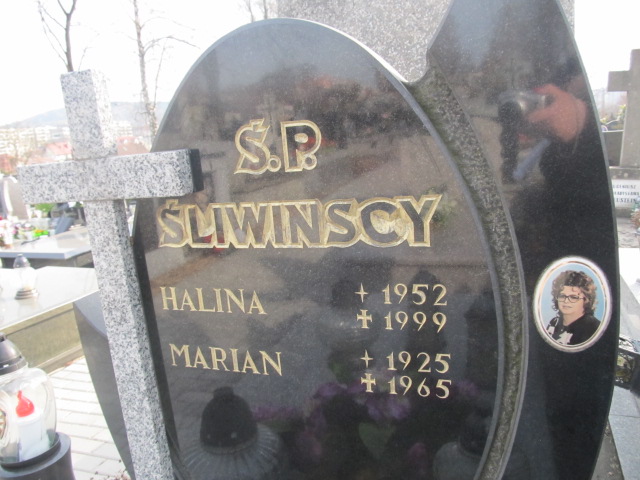 Ś.P.
ŚLIWINSCY
HALINA + 1952
✝ 1999
MARIAN + 1925
✝ 1965